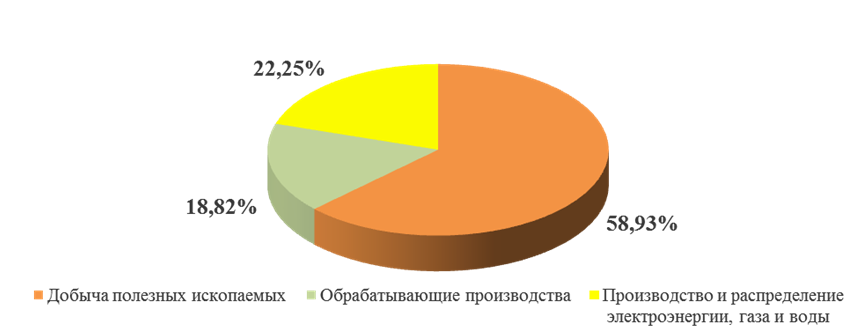 22,25%
18,82%
58,93%
Добыча полезных ископаемых
Обрабатывающие производства
Производство и распределение
электроэнергии, газа и воды